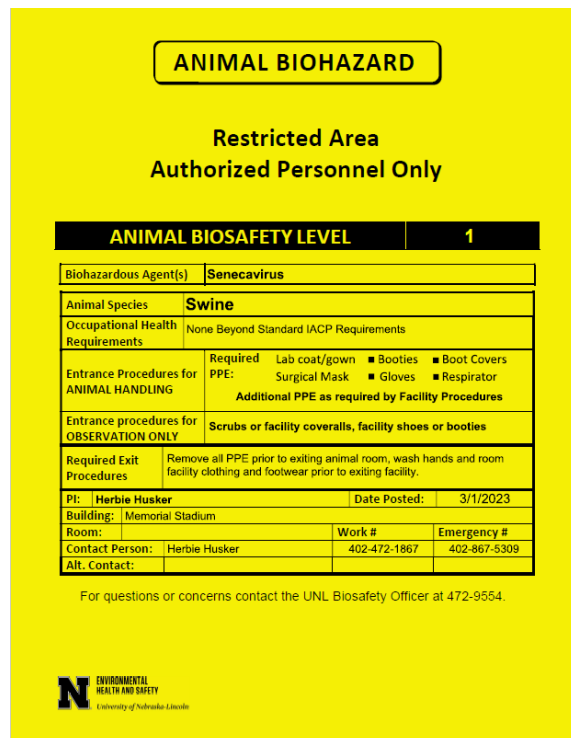 ANIMAL BIOHAZARD
Restricted Area
Authorized Personnel Only
ANIMAL BIOSAFETY LEVEL 1
Biohazardous Agent(s) Senecavirus
Animal Species Swine
Occupational Health Requirements None Beyond Standard IACP Requirements
Entrance Procedures for ANIMAL HANDLING
Required PPE: Lab coat/gown ■ Booties ■ Boot Covers
Surgical Mask ■ Gloves ■ Respirator
Additional PPE as required by Facility Procedures
Entrance procedures for OBSERVATION ONLY Scrubs or facility coveralls, facility shoes or booties
Required Exit Procedures
Remove all PPE prior to exiting animal room, wash hands and room
facility clothing and footwear prior to exiting facility.
PI: Herbie Husker Date Posted: 3/1/2023
Building: Memorial Stadium
Room: Work # Emergency #
Contact Person: Herbie Husker 402-472-1867 402-867-5309
Alt. Contact:
For questions or concerns contact the UNL Biosafety Officer at 472-9554.
N
ENVIRONMENTAL
HEALTH AND SAFETY
University of Nebraska-Lincoln